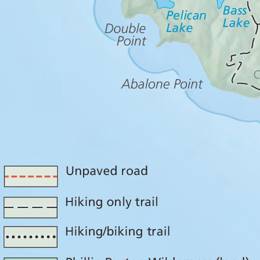 Pelican
Lake
Bass
Lake
Double
Point
Abalone Point
Unpaved road
Hiking only trail
Hiking/biking trail